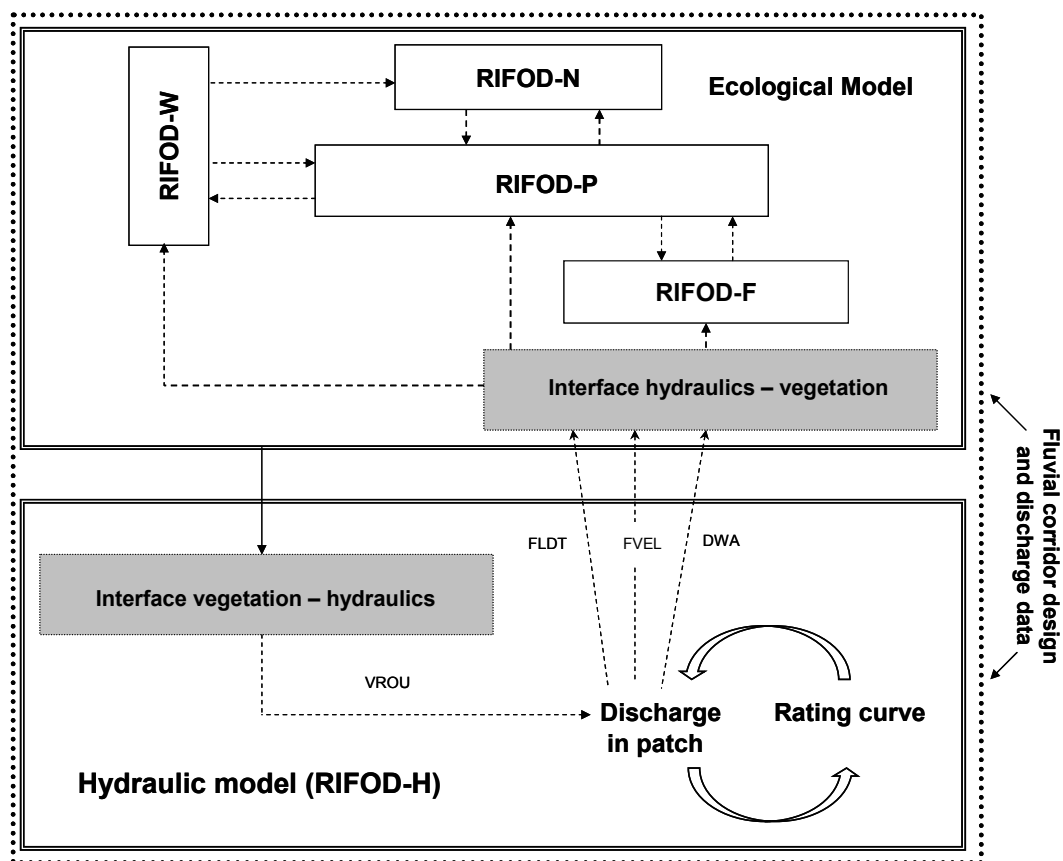 RIFOD-N
Ecological Model
RIFOD-W
RIFOD-P
RIFOD-F
Interface hydraulics – vegetation
Fluvial corridor design
and discharge data
FLDT
FVEL
DWA
Interface vegetation – hydraulics
VROU
Discharge
in patch
Rating curve
Hydraulic model (RIFOD-H)